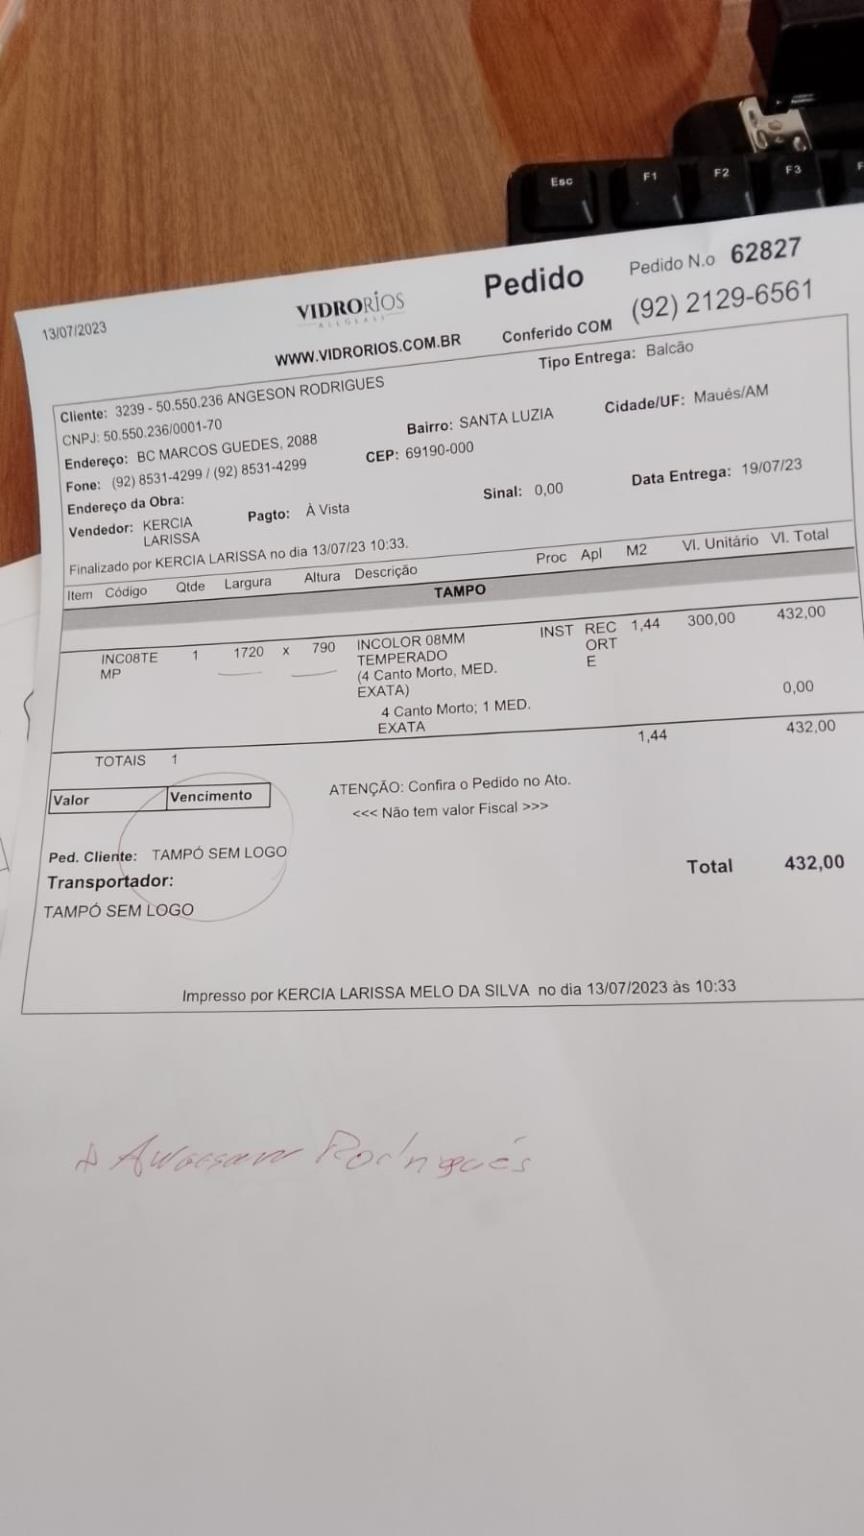 Esc F1 F2 F3 F
13/07/2023
VIDRORIOS
Pedido
Pedido N.o 62827
WWW.VIDRORIOS.COM.BR
Conferido COM
(92) 2129-6561
Cliente: 3239 - 50.550.236 ANGESON RODRIGUES
Tipo Entrega: Balcão
CNPJ: 50.550.236/0001-70
Endereço: BC MARCOS GUEDES, 2088
Bairro: SANTA LUZIA
Cidade/UF: Maués/AM
Fone: (92) 8531-4299 / (92) 8531-4299
CEP: 69190-000
Endereço da Obra:
Vendedor: KERCIA LARISSA
Pagto: À Vista
Sinal: 0,00
Data Entrega: 19/07/23
Finalizado por KERCIA LARISSA no dia 13/07/23 10:33.
Item Código Qtde Largura Altura Descrição Proc Apl M2 Vl. Unitário Vl. Total
TAMPO
INC08TE 1 1720 x 790 INCOLOR 08MM INST REC 1,44 300,00 432,00
MP TEMPERADO ORT
(4 Canto Morto, MED. E
EXATA)
4 Canto Morto; 1 MED. 0,00
EXATA
TOTAIS 1 1,44 432,00
Valor Vencimento
ATENÇÃO: Confira o Pedido no Ato.
<<< Não tem valor Fiscal >>>
Ped. Cliente: TAMPÓ SEM LOGO
Transportador:
Total 432,00
TAMPÓ SEM LOGO
Impresso por KERCIA LARISSA MELO DA SILVA no dia 13/07/2023 às 10:33
Rodrigués